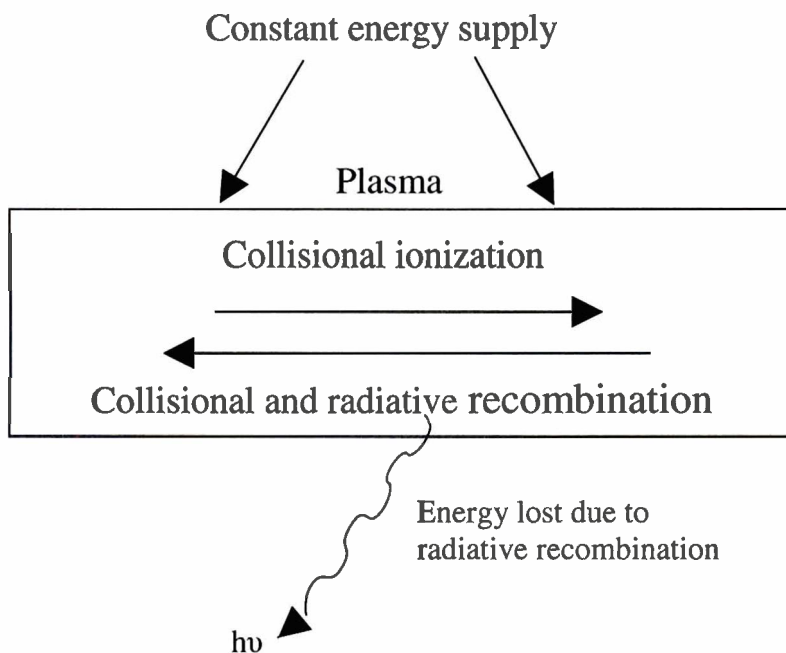 Constant energy supply
Plasma
Collisional ionization
Collisional and radiative recombination
Energy lost due to
radiative recombination
hυ